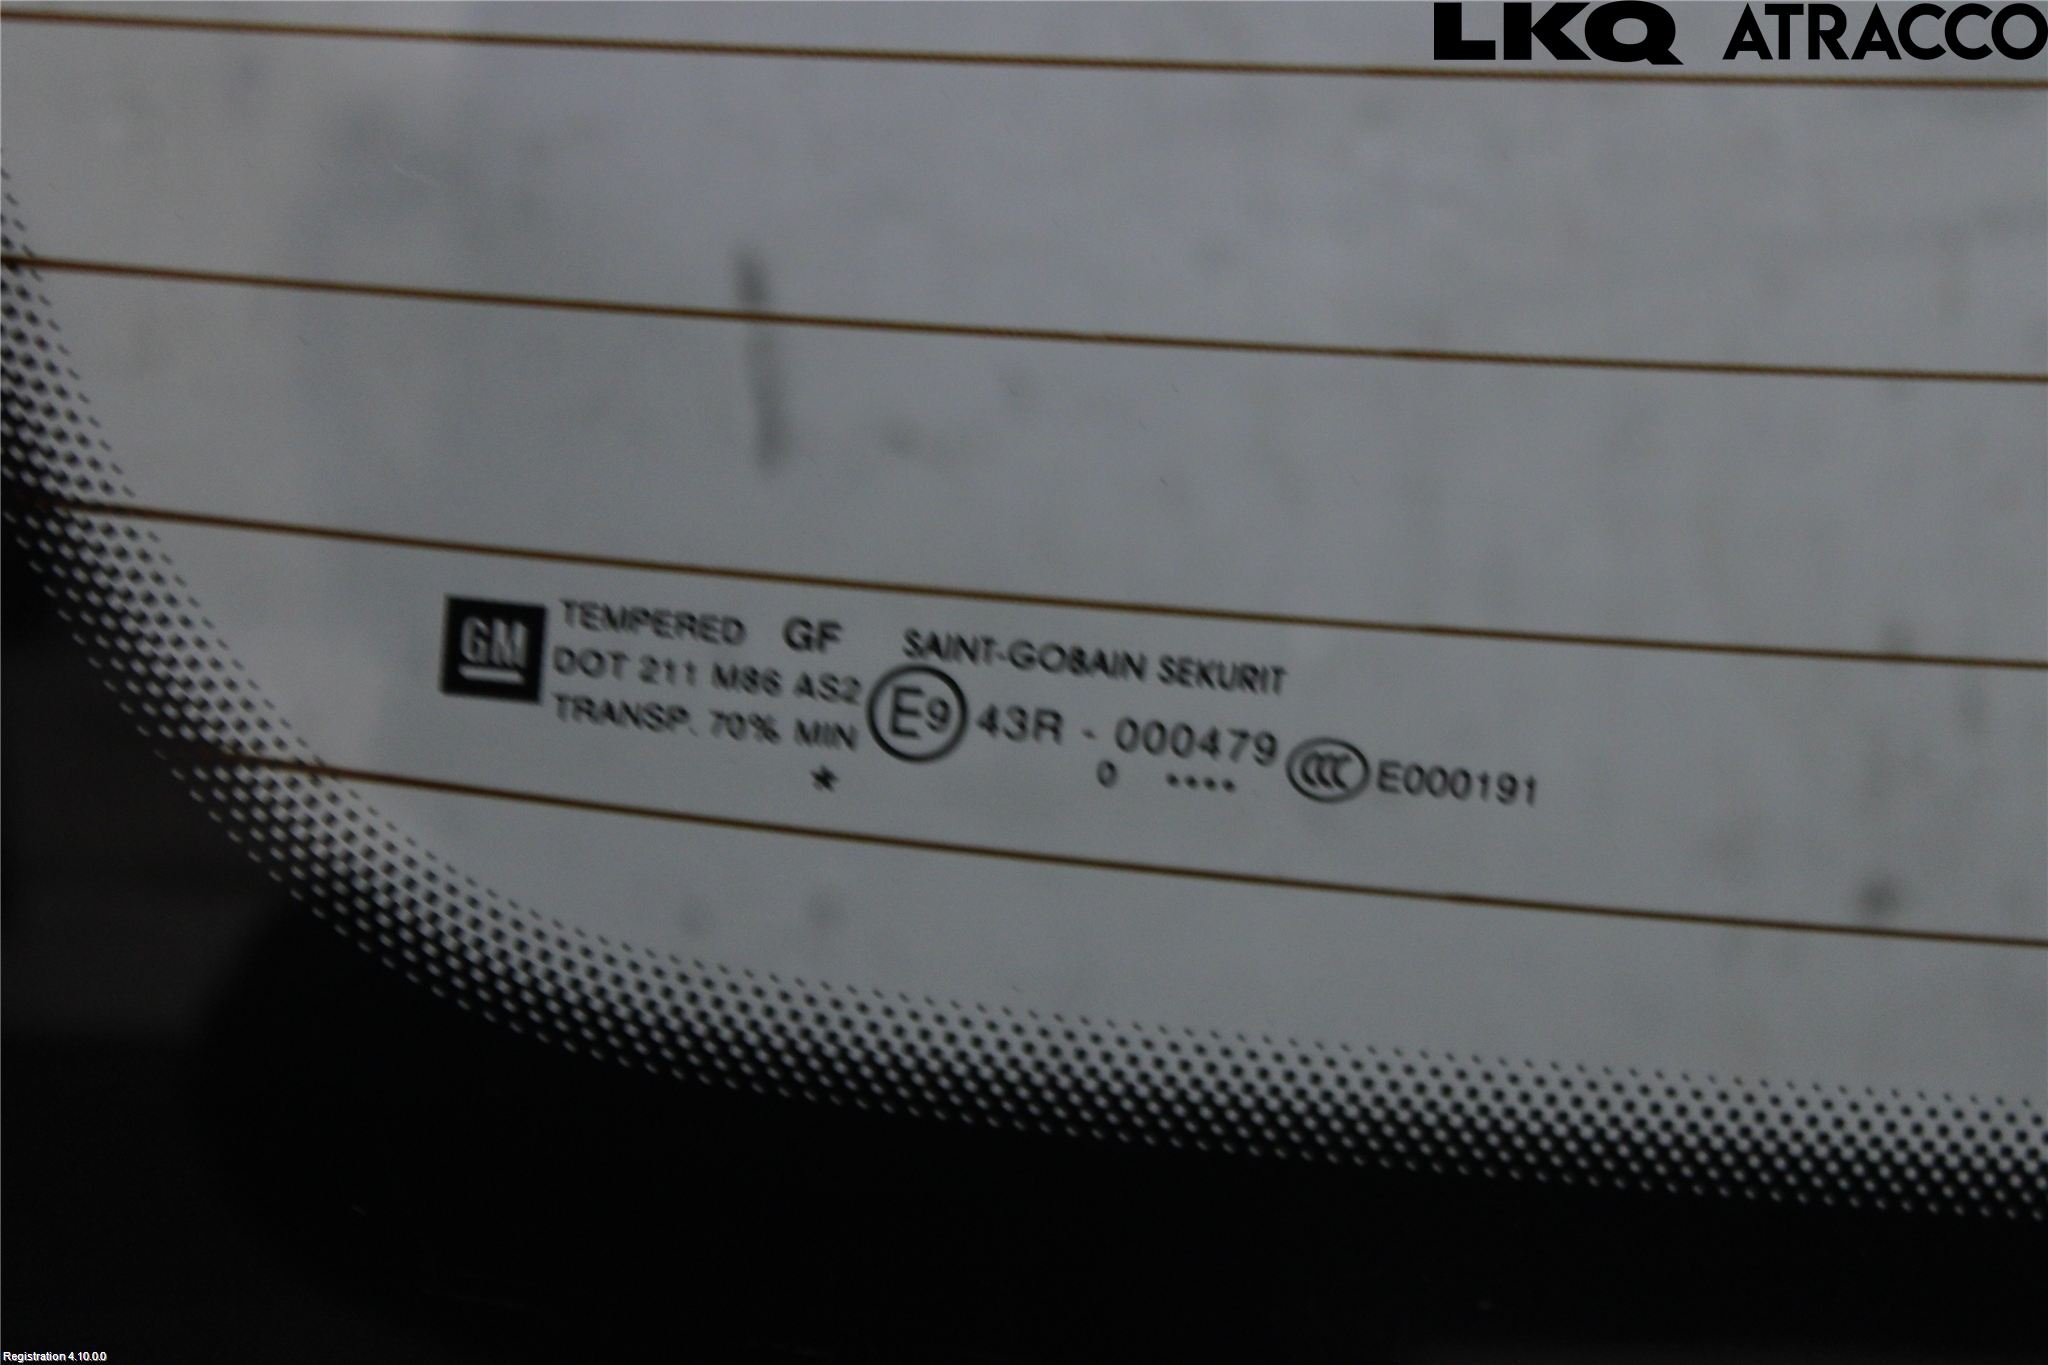 LKQ ATRACCO
GM
TEMPERED GF SAINT-GOBAIN SEKURIT
DOT 211 M86 AS2
TRANSP. 70% MIN
E9 43R - 000479
CCC E000191
* 0 ••••
Registration 4.10.0.0